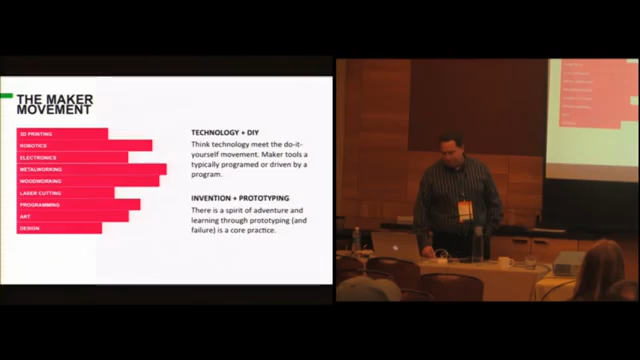 THE MAKER
MOVEMENT
3D PRINTING
ROBOTICS
ELECTRONICS
METALWORKING
WOODWORKING
LASER CUTTING
PROGRAMMING
ART
DESIGN
TECHNOLOGY + DIY
Think technology meet the do-it-
yourself movement. Maker tools a
typically programed or driven by a
program.
INVENTION + PROTOTYPING
There is a spirit of adventure and
learning through prototyping (and
failure) is a core practice.